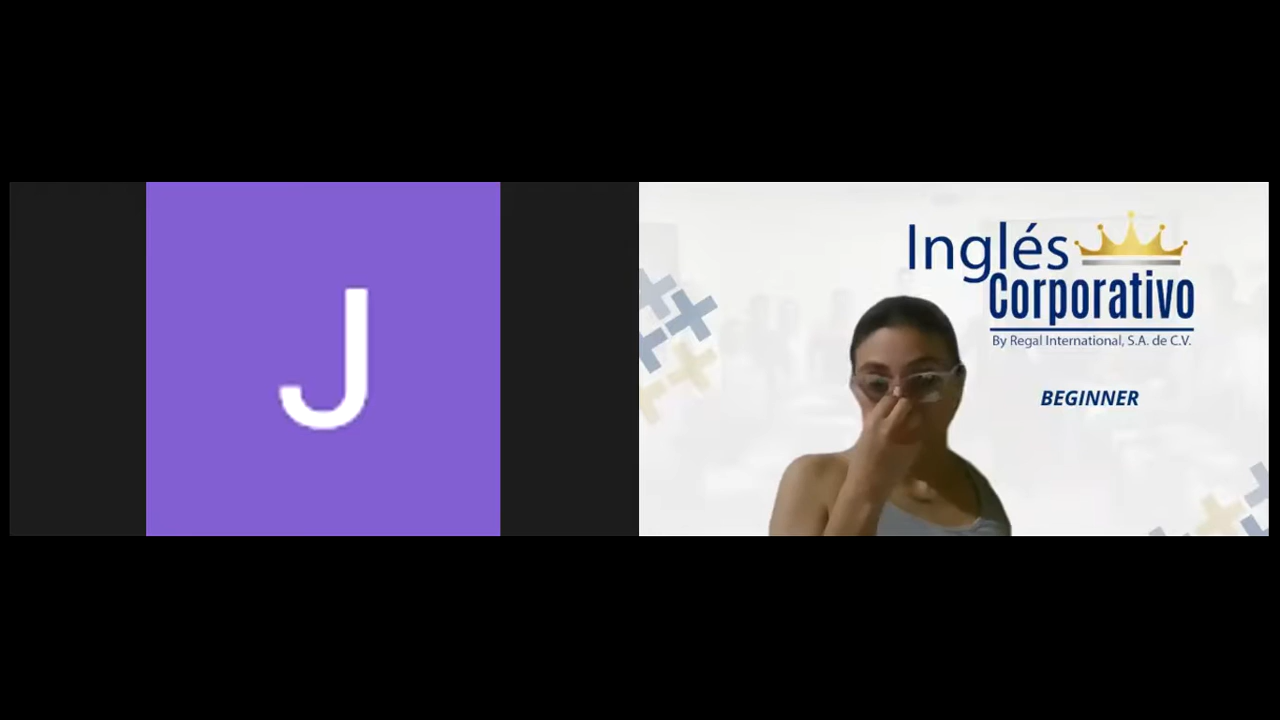 J
Inglés
Corporativo
By Regal International, S.A. de C.V.
BEGINNER